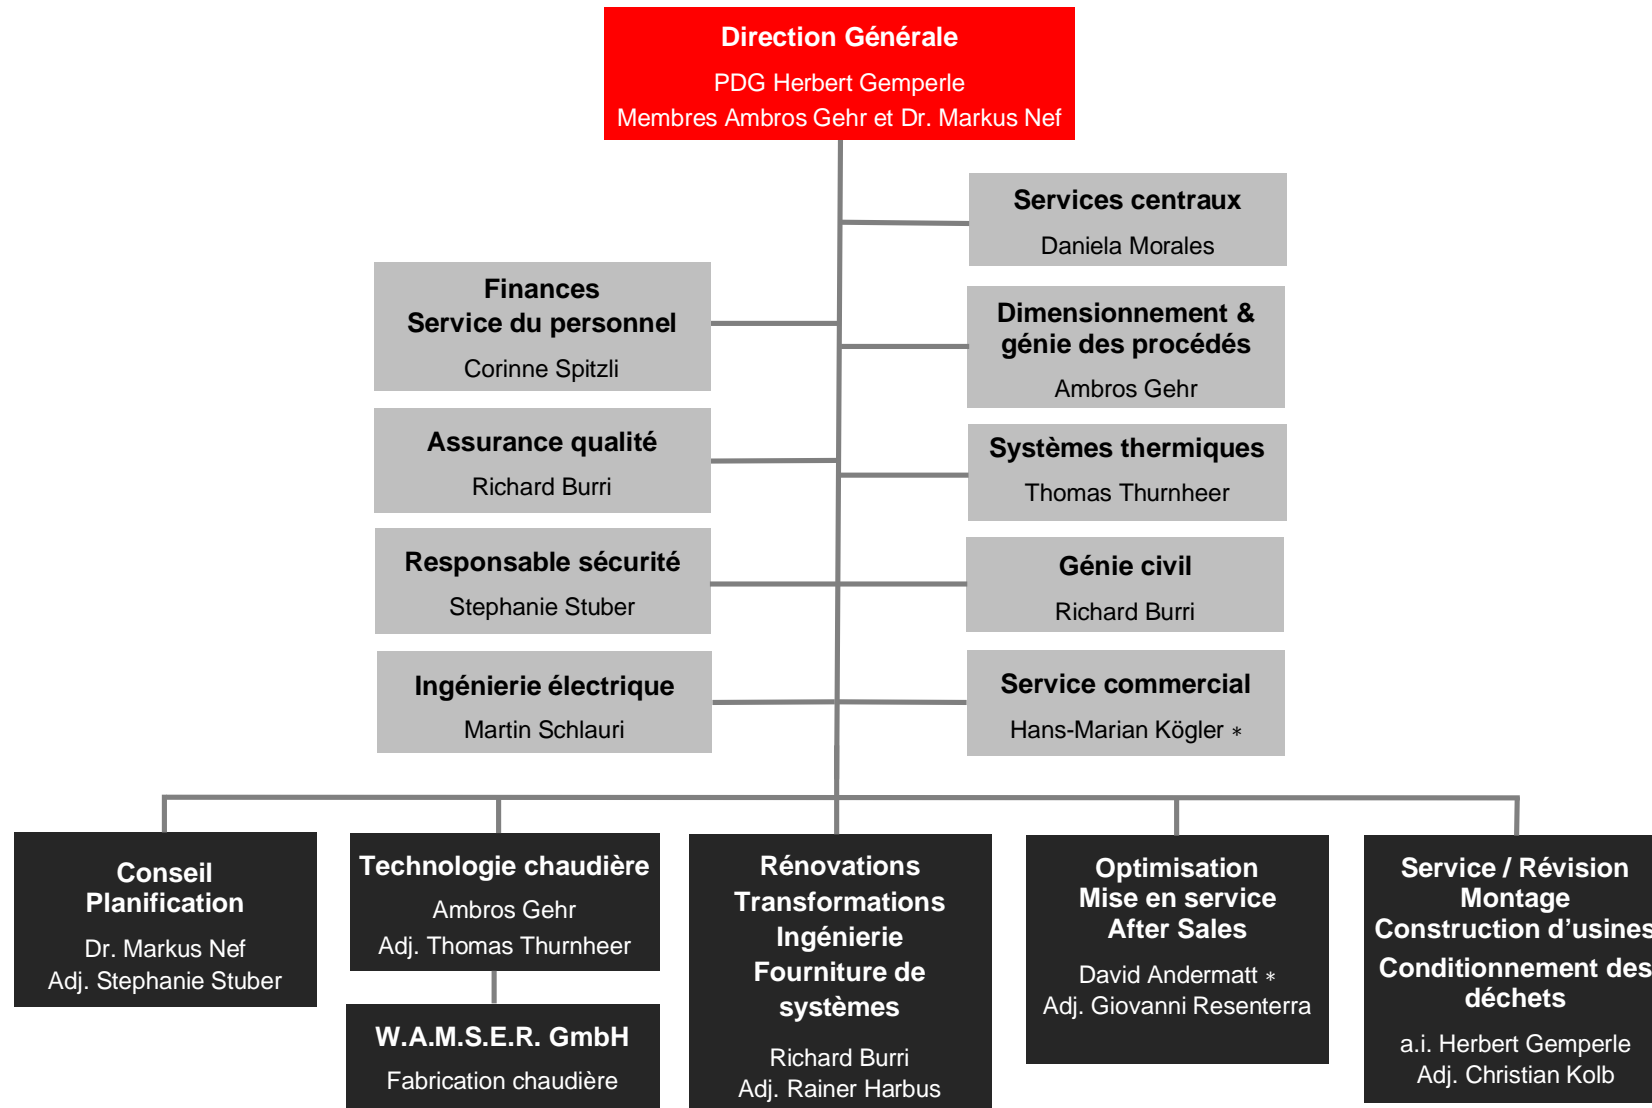 Direction Générale
PDG Herbert Gemperle
Membres Ambros Gehr et Dr. Markus Nef
Services centraux
Daniela Morales
Finances
Service du personnel
Corinne Spitzli
Dimensionnement &
génie des procédés
Ambros Gehr
Assurance qualité
Richard Burri
Systèmes thermiques
Thomas Thurnheer
Responsable sécurité
Stephanie Stuber
Génie civil
Richard Burri
Ingénierie électrique
Martin Schlauri
Service commercial
Hans-Marian Kögler *
Conseil
Planification
Dr. Markus Nef
Adj. Stephanie Stuber
Technologie chaudière
Ambros Gehr
Adj. Thomas Thurnheer
W.A.M.S.E.R. GmbH
Fabrication chaudière
Rénovations
Transformations
Ingénierie
Fourniture de
systèmes
Richard Burri
Adj. Rainer Harbus
Optimisation
Mise en service
After Sales
David Andermatt *
Adj. Giovanni Resenterra
Service / Révision
Montage
Construction d'usines
Conditionnement des
déchets
a.i. Herbert Gemperle
Adj. Christian Kolb